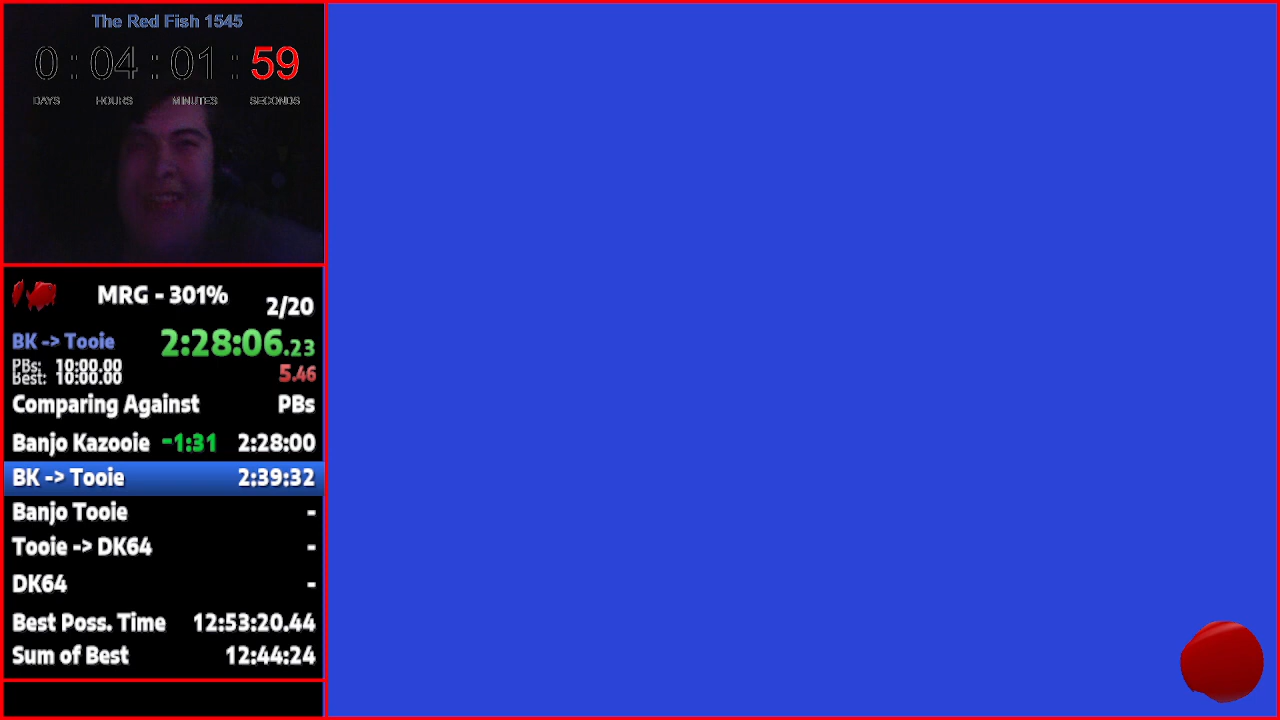 The Red Fish 1545
0 : 04 : 01 : 59
DAYS HOURS MINUTES SECONDS
MRG - 301%
2/20
BK -> Tooie 2:28:06.23
PBs: 10:00.00
Best: 10:00.00 5.46
Comparing Against PBs
Banjo Kazooie -1:31 2:28:00
BK -> Tooie 2:39:32
Banjo Tooie -
Tooie -> DK64 -
DK64 -
Best Poss. Time 12:53:20.44
Sum of Best 12:44:24